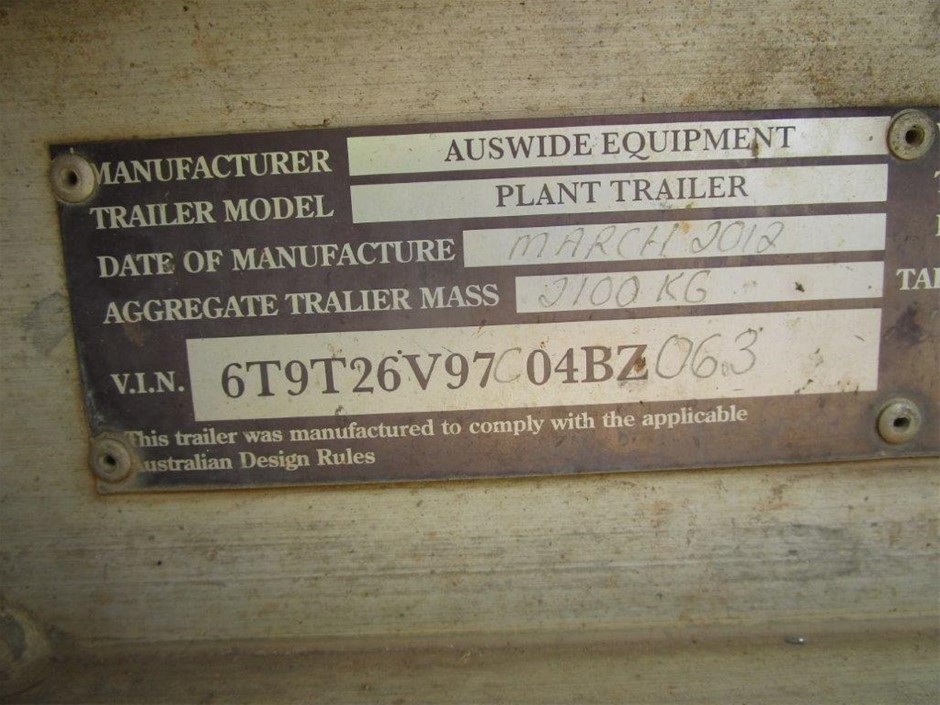 MANUFACTURER AUSWIDE EQUIPMENT
TRAILER MODEL PLANT TRAILER
DATE OF MANUFACTURE MARCH 2012
AGGREGATE TRALIER MASS 2100 KG
TAR
V.I.N. 6T9T26V97C04BZ063
This trailer was manufactured to comply with the applicable
Australian Design Rules